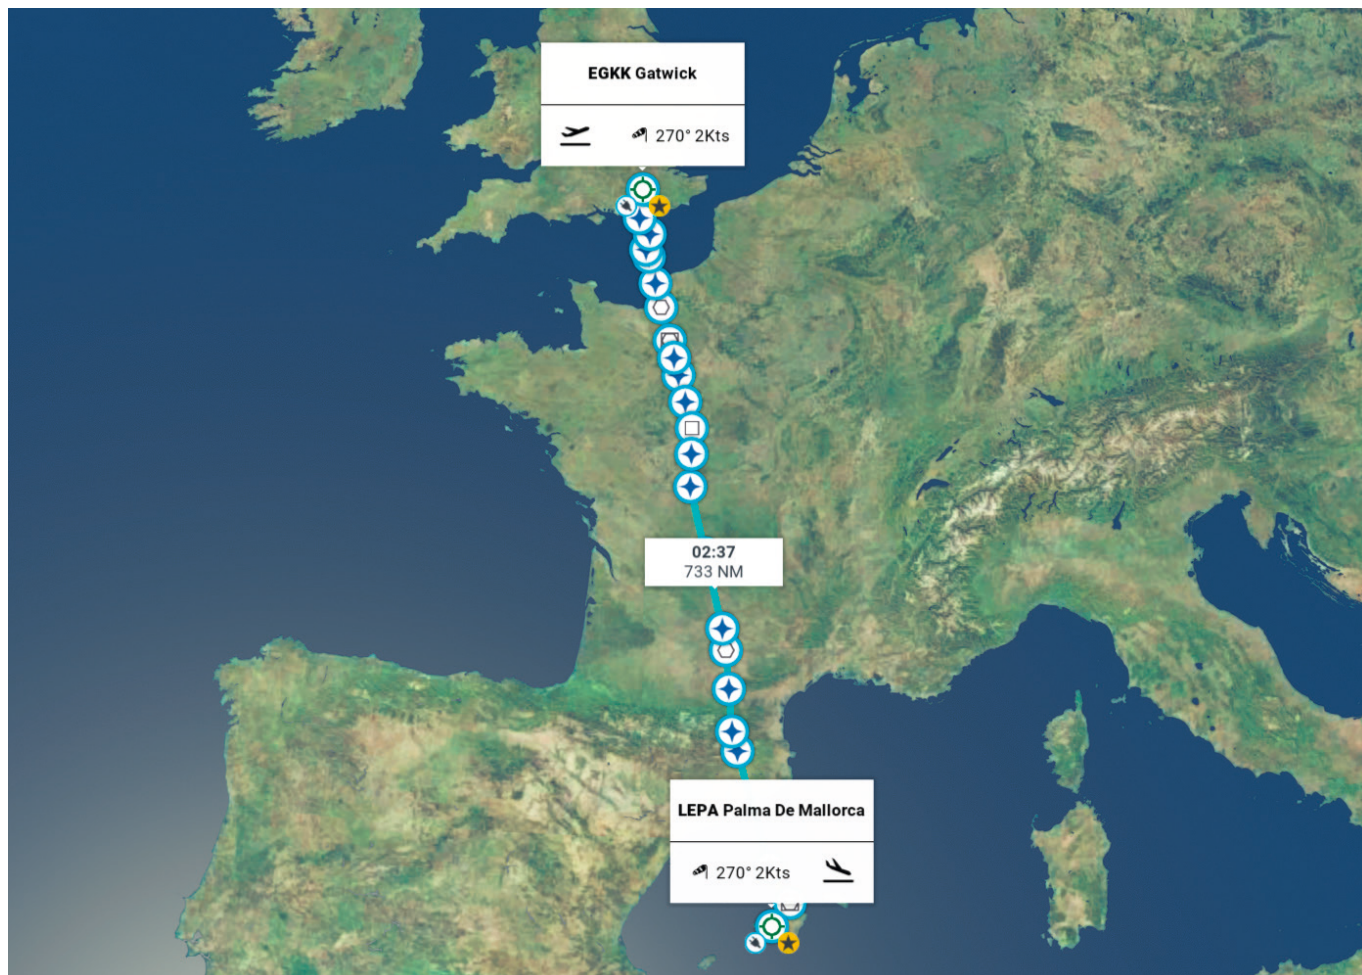 EGKK Gatwick
270° 2Kts
02:37
733 NM
LEPA Palma De Mallorca
270° 2Kts